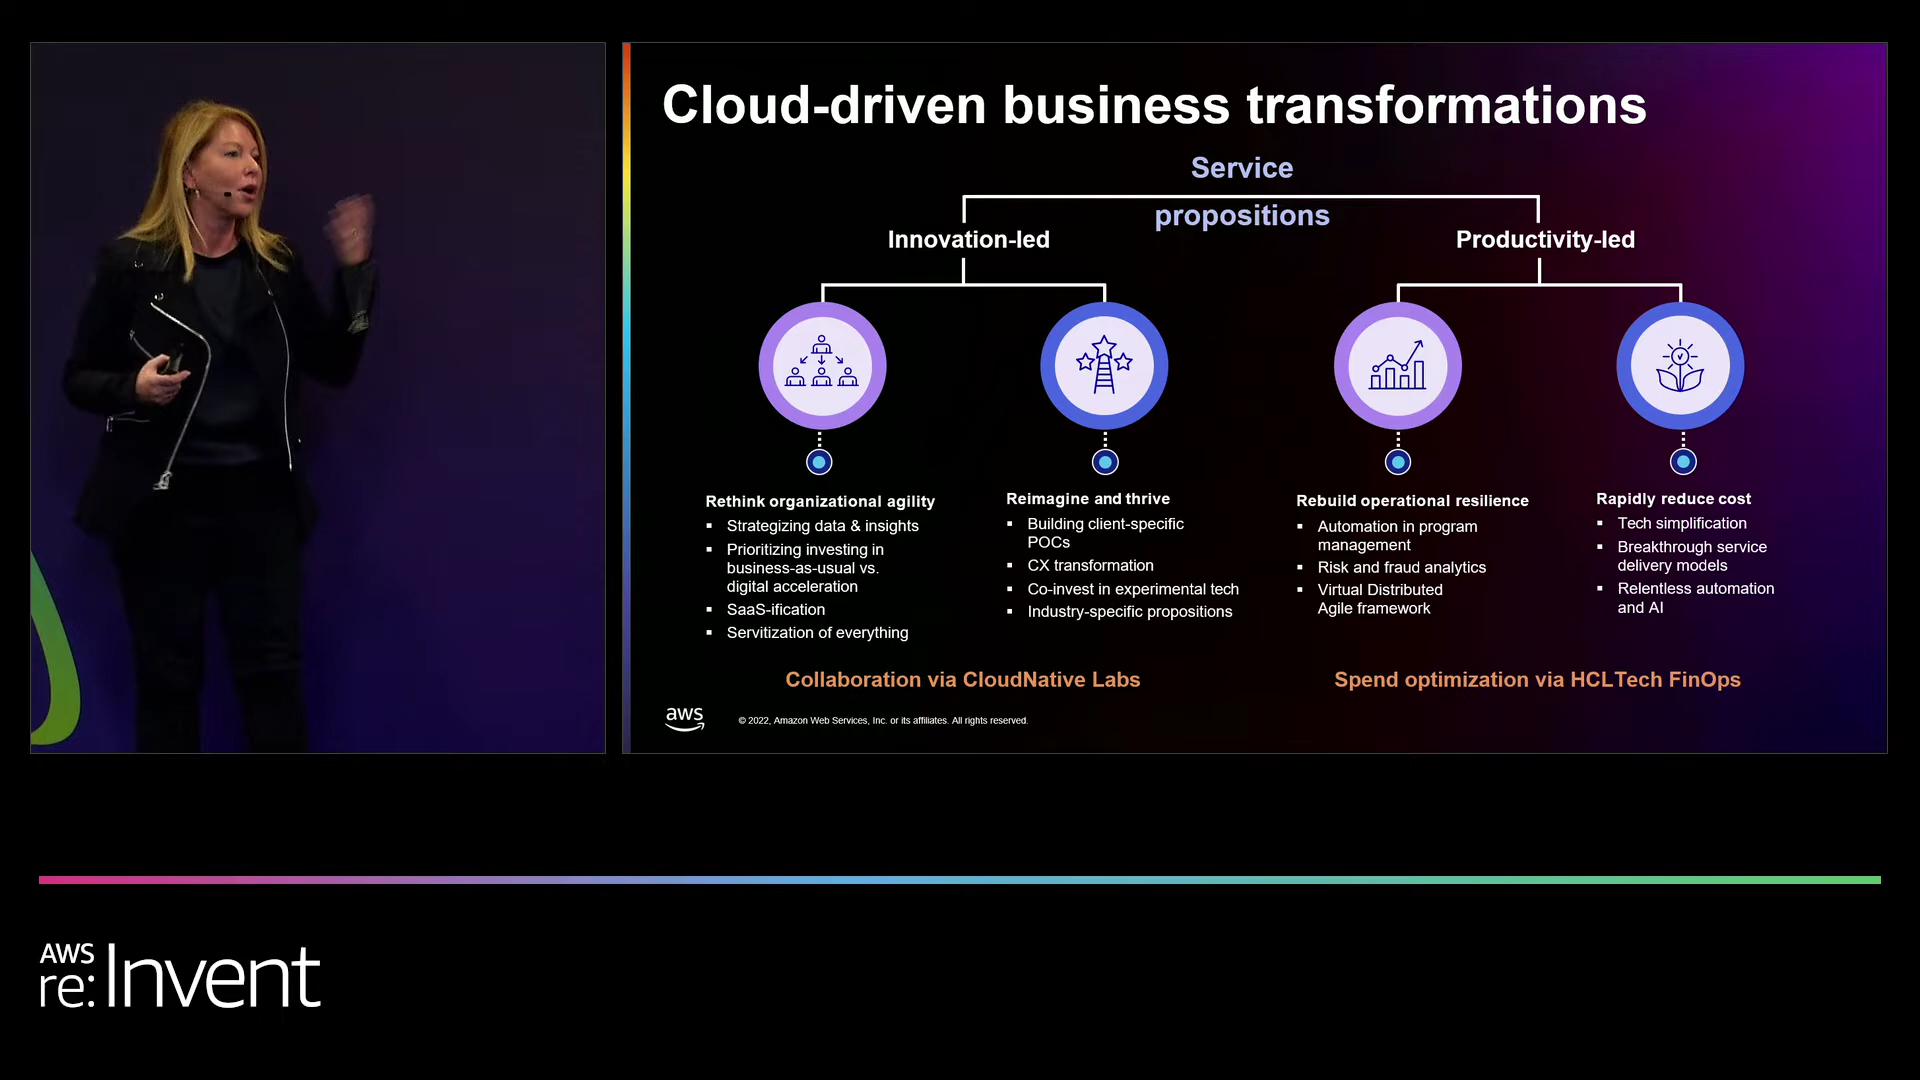 Cloud-driven business transformations
Service
propositions
Innovation-led
Productivity-led
Rethink organizational agility
▪ Strategizing data & insights
▪ Prioritizing investing in
business-as-usual vs.
digital acceleration
▪ SaaS-ification
▪ Servitization of everything
Reimagine and thrive
▪ Building client-specific
POCs
▪ CX transformation
▪ Co-invest in experimental tech
▪ Industry-specific propositions
Rebuild operational resilience
▪ Automation in program
management
▪ Risk and fraud analytics
▪ Virtual Distributed
Agile framework
Rapidly reduce cost
▪ Tech simplification
▪ Breakthrough service
delivery models
▪ Relentless automation
and AI
Collaboration via CloudNative Labs
Spend optimization via HCLTech FinOps
aws
© 2022, Amazon Web Services, Inc. or its affiliates. All rights reserved.
AWS
re:Invent